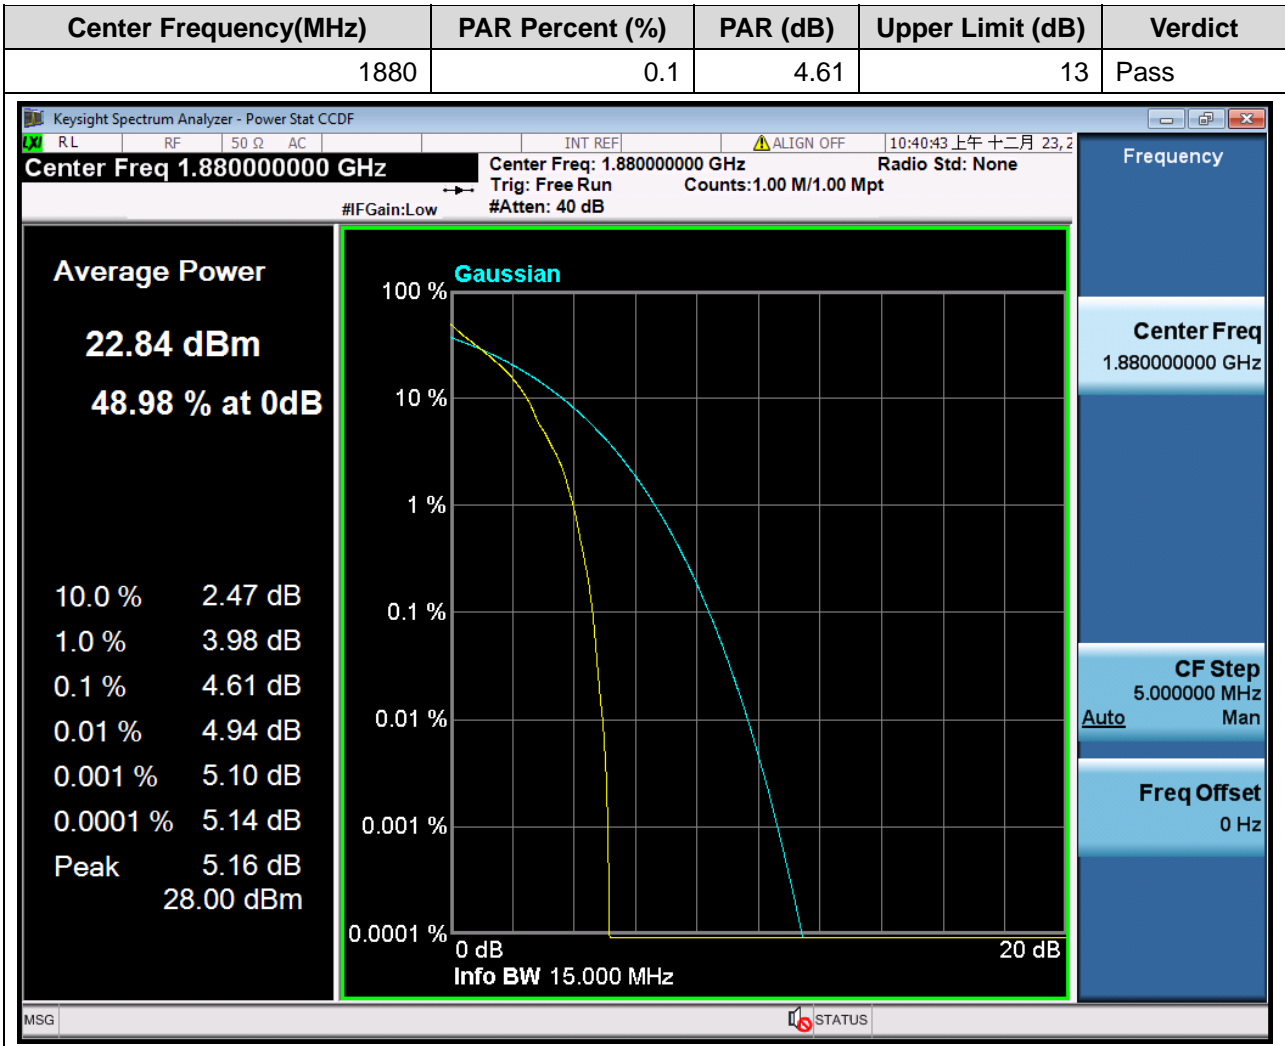 Center Frequency(MHz) PAR Percent (%) PAR (dB) Upper Limit (dB) Verdict
1880 0.1 4.61 13 Pass
Keysight Spectrum Analyzer - Power Stat CCDF
LXI RL RF 50 Ω AC INT REF ALIGN OFF 10:40:43 上午 十二月 23, 2
Center Freq 1.880000000 GHz
Center Freq: 1.880000000 GHz Radio Std: None
Trig: Free Run Counts:1.00 M/1.00 Mpt
#IFGain:Low #Atten: 40 dB
Average Power
22.84 dBm
48.98 % at 0dB
10.0 % 2.47 dB
1.0 % 3.98 dB
0.1 % 4.61 dB
0.01 % 4.94 dB
0.001 % 5.10 dB
0.0001 % 5.14 dB
Peak 5.16 dB
28.00 dBm
Gaussian
100 %
10 %
1 %
0.1 %
0.01 %
0.001 %
0.0001 %
0 dB 20 dB
Info BW 15.000 MHz
Frequency
Center Freq
1.880000000 GHz
CF Step
5.000000 MHz
Auto Man
Freq Offset
0 Hz
MSG STATUS